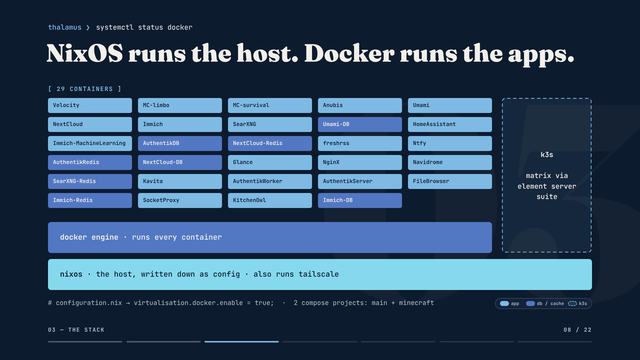 thalamus ❯ systemctl status docker
NixOS runs the host. Docker runs the apps.
[ 29 CONTAINERS ]
Velocity MC-limbo MC-survival Anubis Umami
NextCloud Immich SearXNG Umami-DB HomeAssistant
Immich-MachineLearning AuthentikDB NextCloud-Redis freshrss Ntfy
AuthentikRedis NextCloud-DB Glance NginX Navidrome
SearXNG-Redis Kavita AuthentikWorker AuthentikServer FileBrowser
Immich-Redis SocketProxy KitchenOwl Immich-DB
k3s
matrix via
element server
suite
docker engine · runs every container
nixos · the host, written down as config · also runs tailscale
# configuration.nix → virtualisation.docker.enable = true; · 2 compose projects: main + minecraft
app db / cache k3s
03 — THE STACK
08 / 22